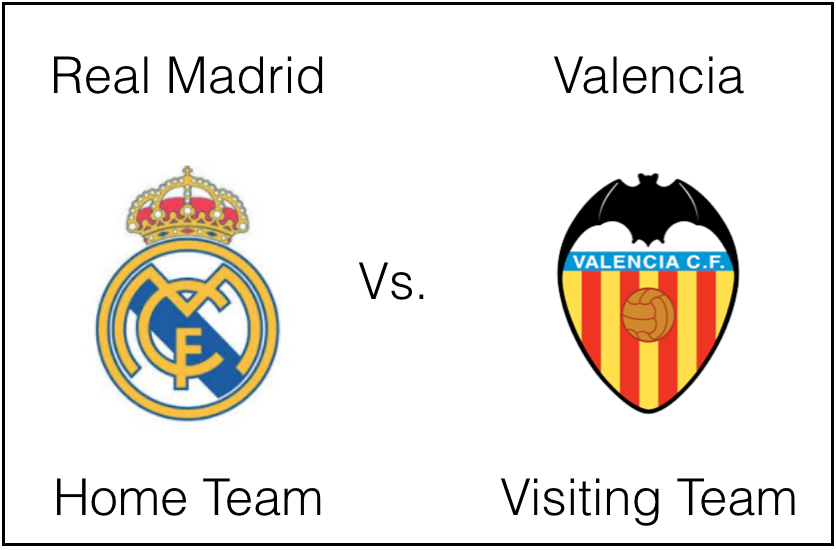 Real Madrid
Valencia
Vs.
VALENCIA C.F.
Home Team
Visiting Team